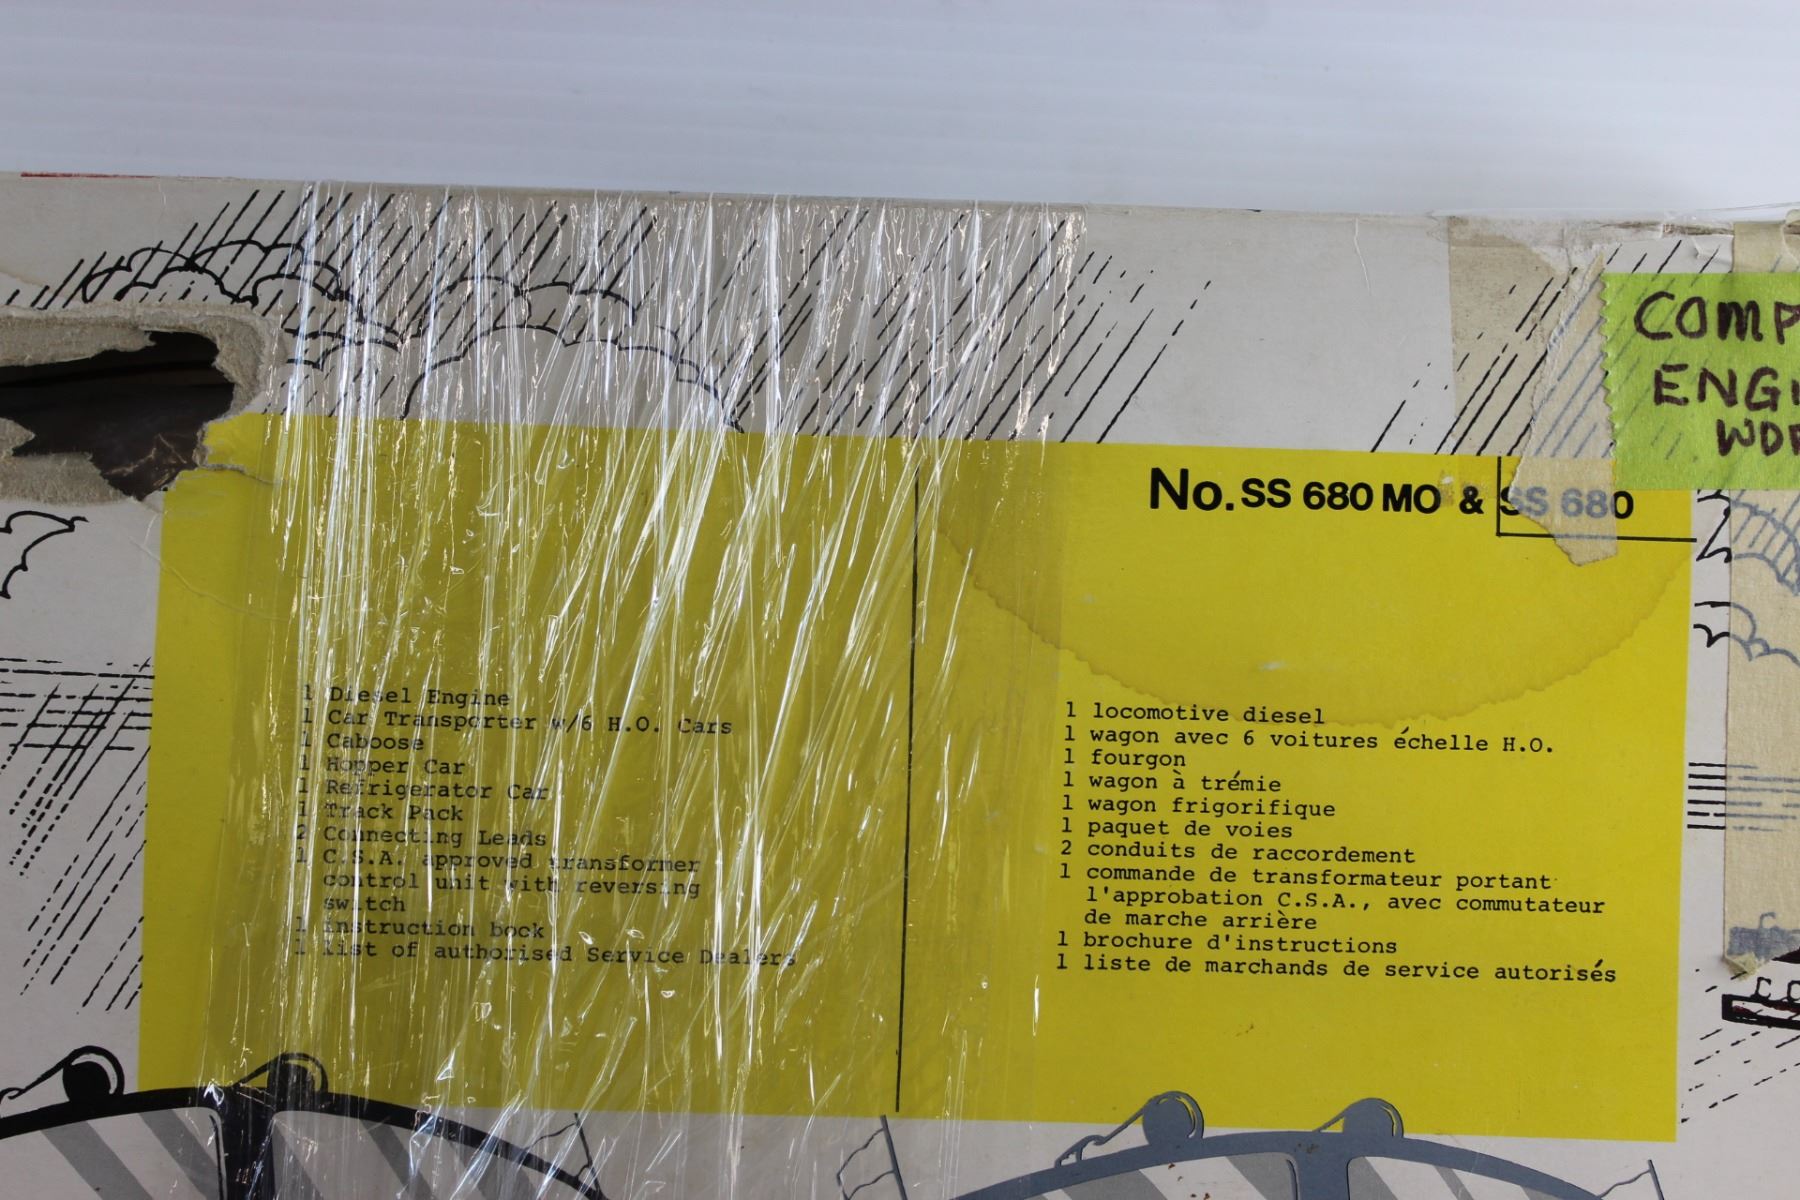 COMP
ENGI
WOR
No. SS 680 MO & SS 680
1 Diesel Engine
1 Car Transporter w/6 H.O. Cars
1 Caboose
1 Hopper Car
1 Refrigerator Car
1 Track Pack
2 Connecting Leads
1 C.S.A. approved transformer
control unit with reversing
switch
1 instruction book
1 list of authorised Service Dealers
1 locomotive diesel
1 wagon avec 6 voitures échelle H.O.
1 fourgon
1 wagon à trémie
1 wagon frigorifique
1 paquet de voies
2 conduits de raccordement
1 commande de transformateur portant
l'approbation C.S.A., avec commutateur
de marche arrière
1 brochure d'instructions
1 liste de marchands de service autorisés